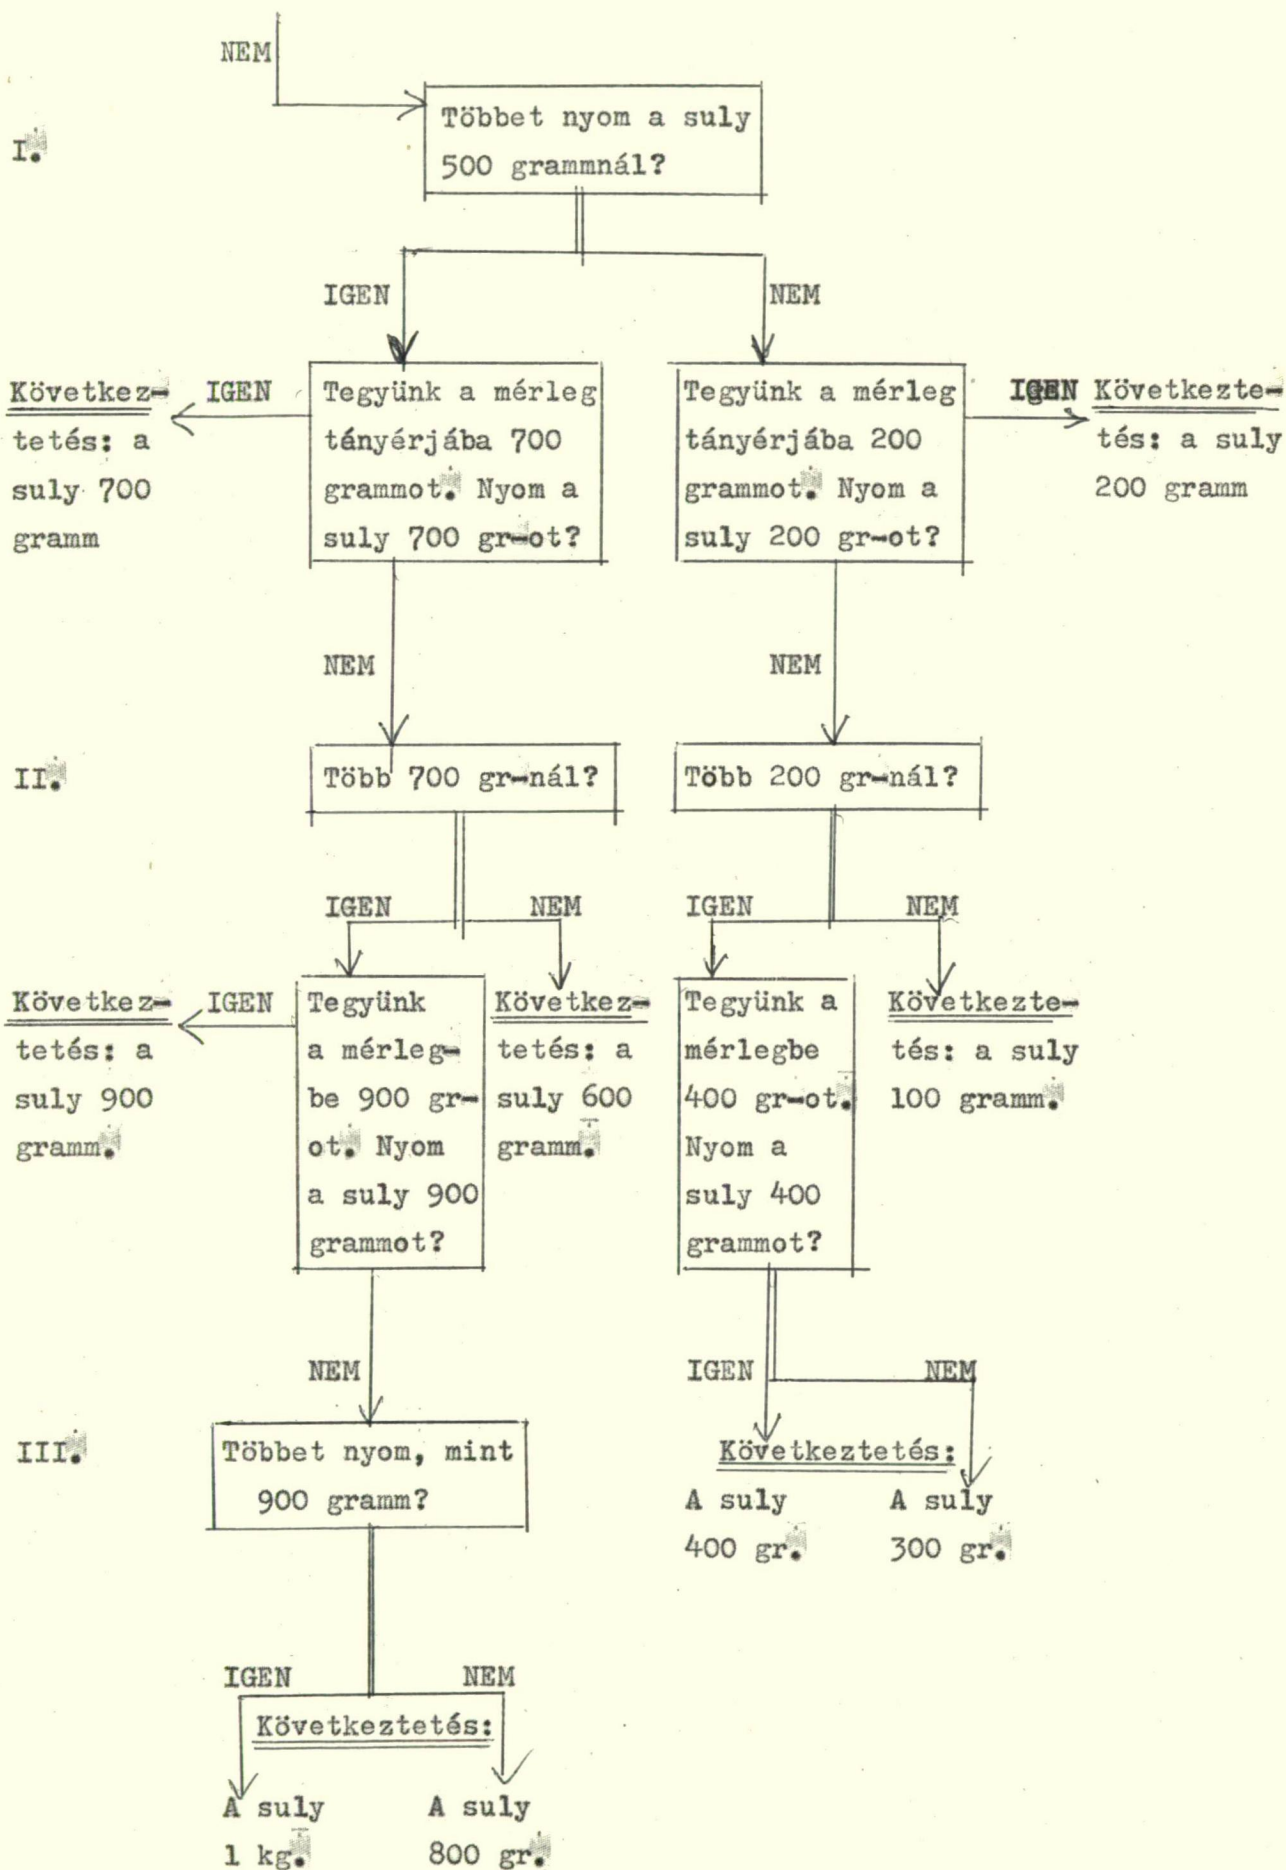 NEM
Többet nyom a suly
500 grammnál?
I.
IGEN
NEM
Következ-
tetés: a
suly 700
gramm
IGEN
Tegyünk a mérleg
tányérjába 700
grammot. Nyom a
suly 700 gr-ot?
Tegyünk a mérleg
tányérjába 200
grammot. Nyom a
suly 200 gr-ot?
IGEN
Következte-
tés: a suly
200 gramm
NEM
NEM
II.
Több 700 gr-nál?
Több 200 gr-nál?
IGEN
NEM
IGEN
NEM
Következ-
tetés: a
suly 900
gramm.
IGEN
Tegyünk
a mérleg-
be 900 gr-
ot. Nyom
a suly 900
grammot?
Következ-
tetés: a
suly 600
gramm.
Tegyünk a
mérlegbe
400 gr-ot.
Nyom a
suly 400
grammot?
Következte-
tés: a suly
100 gramm.
NEM
IGEN
NEM
III.
Többet nyom, mint
900 gramm?
Következtetés:
A suly
400 gr.
A suly
300 gr.
IGEN
NEM
Következtetés:
A suly
1 kg.
A suly
800 gr.